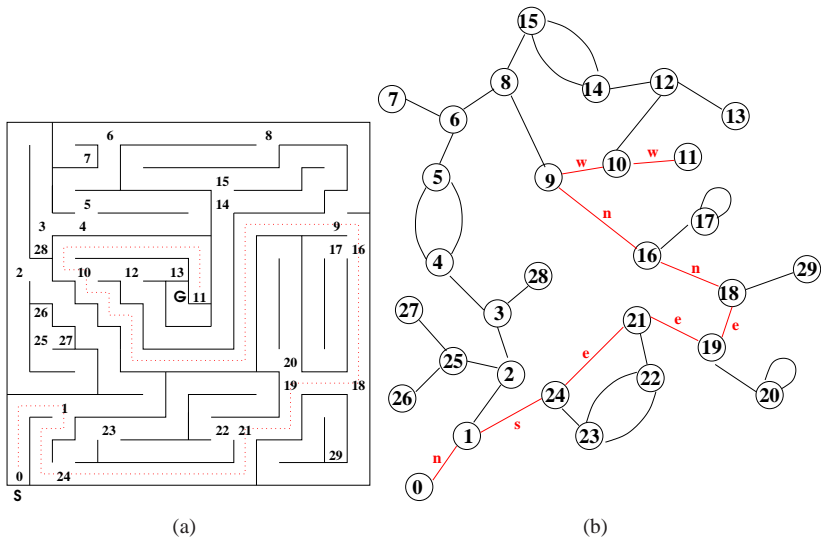 6 8
7
15
5 14
3 4 9
28 17 16
2 10 12 13
G 11
26
25 27
20
19 18
1
23 22 21
0 24 29
S
(a)
15
8 14 12
7 6 13
5 9 w 10 w 11
n
17
16
4 n 29
28 18
27 3 21 e e
25 2 e 19
26 24 22 20
1 s 23
n
0
(b)